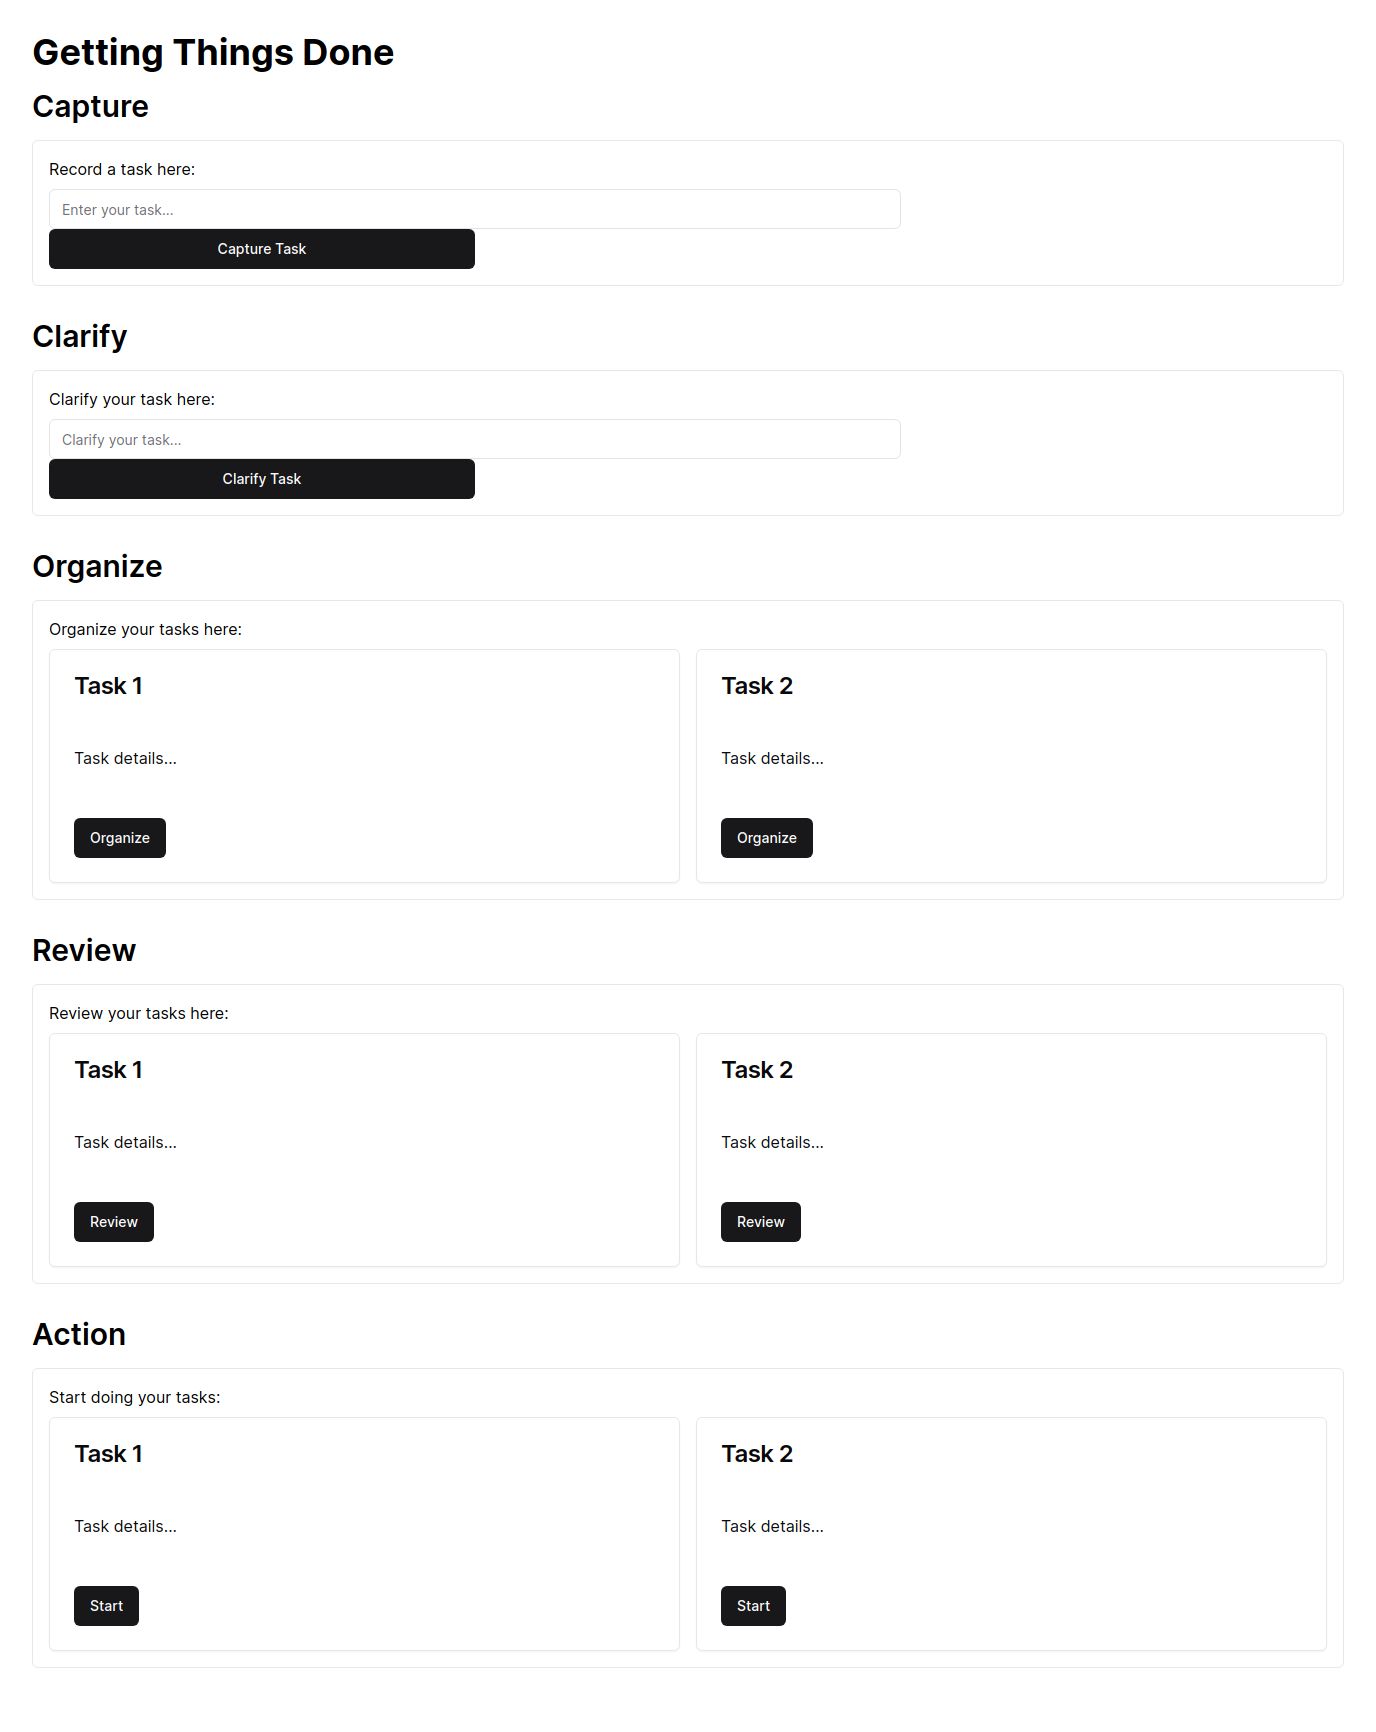 Getting Things Done
Capture
Record a task here:
Enter your task...
Capture Task
Clarify
Clarify your task here:
Clarify your task...
Clarify Task
Organize
Organize your tasks here:
Task 1
Task details...
Organize
Task 2
Task details...
Organize
Review
Review your tasks here:
Task 1
Task details...
Review
Task 2
Task details...
Review
Action
Start doing your tasks:
Task 1
Task details...
Start
Task 2
Task details...
Start